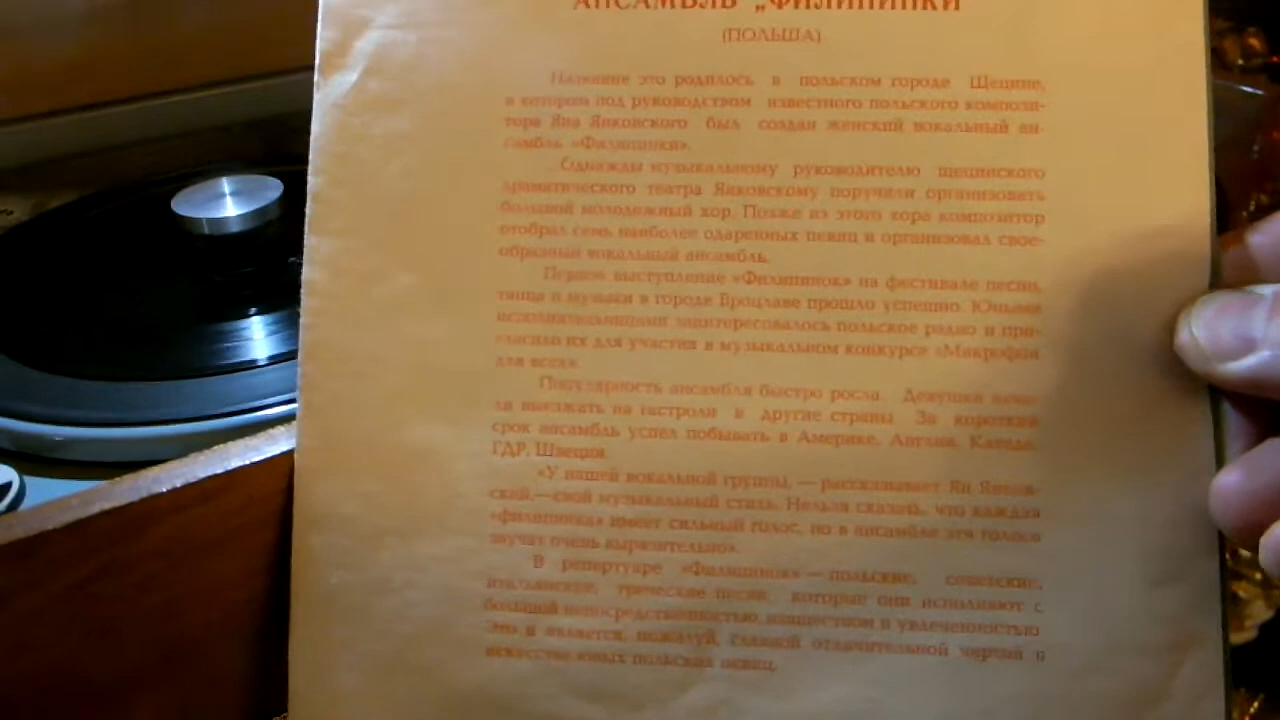 АНСАМБЛЬ „ФИЛИПИНКИ
(ПОЛЬША)
Название это родилось в польском городе Щецине,
в котором под руководством известного польского компози-
тора Яна Янковского был создан женский вокальный ан-
самбль «Филипинки».
Однажды музыкальному руководителю щецинского
драматического театра Янковскому поручили организовать
большой молодежный хор. Позже из этого хора композитор
отобрал семь наиболее одаренных певиц и организовал свое-
образный вокальный ансамбль.
Первое выступление «Филипинок» на фестивале песни,
танца и музыки в городе Вроцлаве прошло успешно. Юными
исполнительницами заинтересовалось польское радио и при-
гласило их для участия в музыкальном конкурсе «Микрофон
для всех».
Популярность ансамбля быстро росла. Девушки нача-
ли выезжать на гастроли в другие страны. За короткий
срок ансамбль успел побывать в Америке, Англии, Канаде,
ГДР, Швеции.
«У нашей вокальной группы, — рассказывает Ян Янков-
ский,—свой музыкальный стиль. Нельзя сказать, что каждая
«филипинка» имеет сильный голос, но в ансамбле эти голоса
звучат очень выразительно».
В репертуаре «Филипинок» — польские, советские,
итальянские, греческие песни, которые они исполняют с
большой непосредственностью, изяществом и увлеченностью.
Это и является, пожалуй, главной отличительной чертой в
искусстве юных польских певиц.